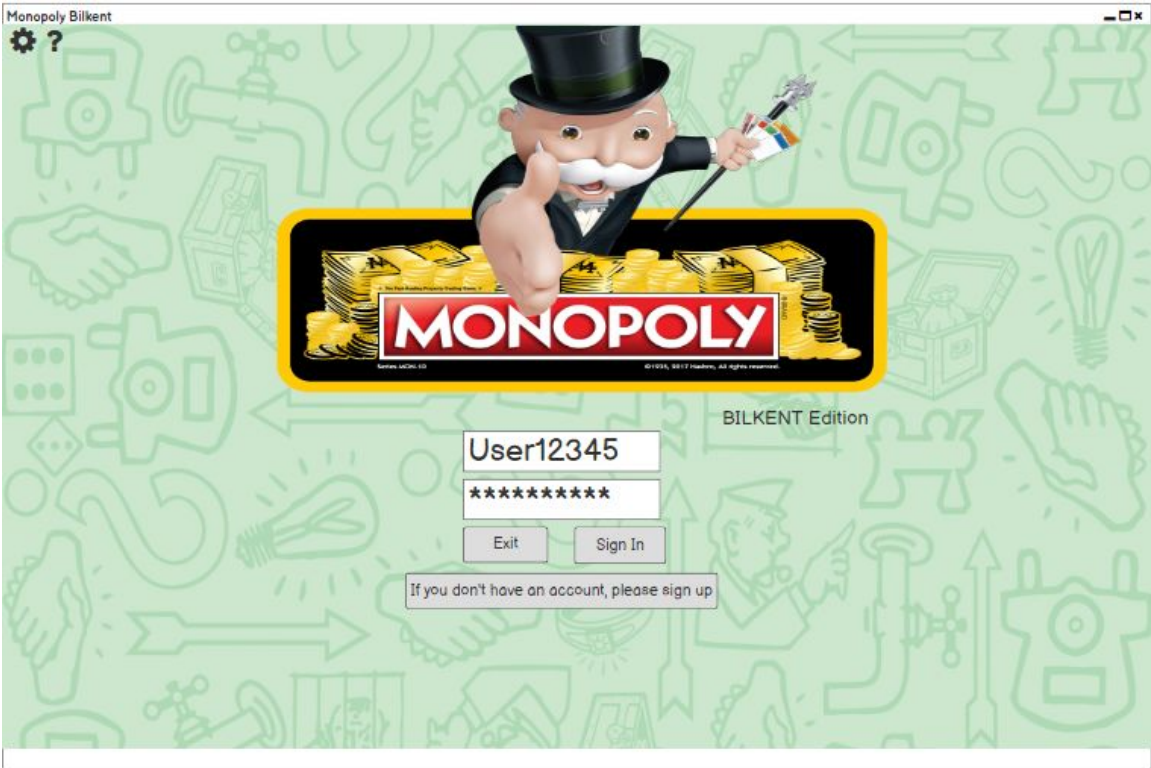 Monopoly Bilkent
?
MONOPOLY
BILKENT Edition
User12345
**********
Exit
Sign In
If you don't have an account, please sign up